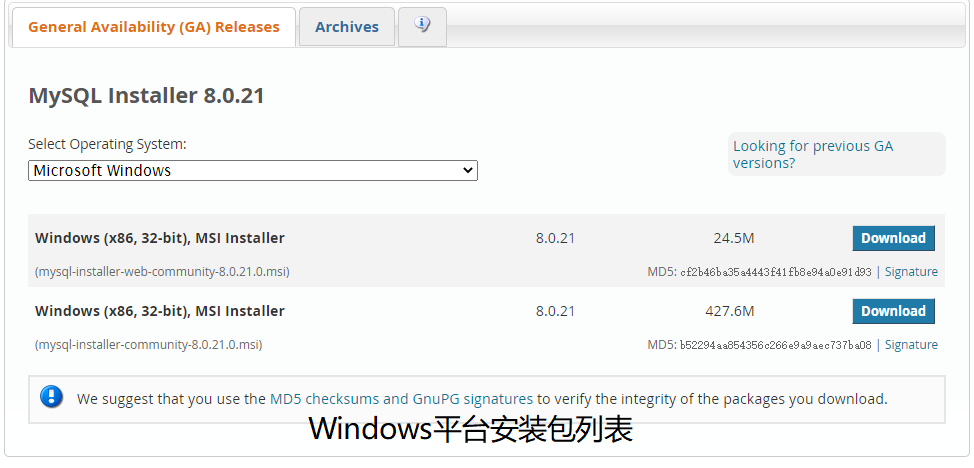 General Availability (GA) Releases
Archives
MySQL Installer 8.0.21
Select Operating System:
Microsoft Windows
Looking for previous GA
versions?
Windows (x86, 32-bit), MSI Installer 8.0.21 24.5M Download
(mysql-installer-web-community-8.0.21.0.msi) MD5: cf2b46ba35a4443f41fb8e94a0e91d93 | Signature
Windows (x86, 32-bit), MSI Installer 8.0.21 427.6M Download
(mysql-installer-community-8.0.21.0.msi) MD5: b52294aa854356c266e9a9aec737ba08 | Signature
We suggest that you use the MD5 checksums and GnuPG signatures to verify the integrity of the packages you download.
Windows平台安装包列表